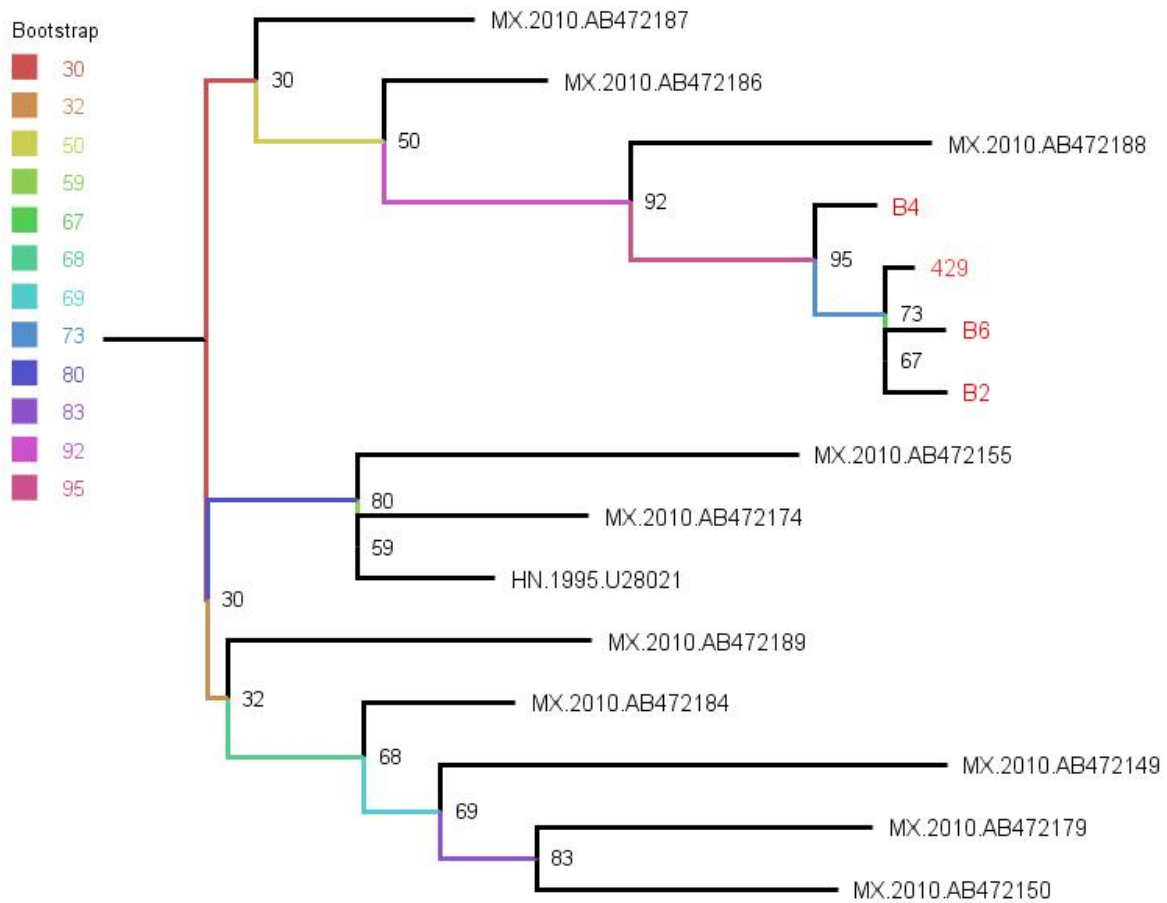 Bootstrap
30
32
50
59
67
68
69
73
80
83
92
95
MX.2010.AB472187
30
MX.2010.AB472186
50
MX.2010.AB472188
92
B4
95
429
73
B6
67
B2
MX.2010.AB472155
80
MX.2010.AB472174
59
HN.1995.U28021
30
MX.2010.AB472189
32
MX.2010.AB472184
68
MX.2010.AB472149
69
MX.2010.AB472179
83
MX.2010.AB472150